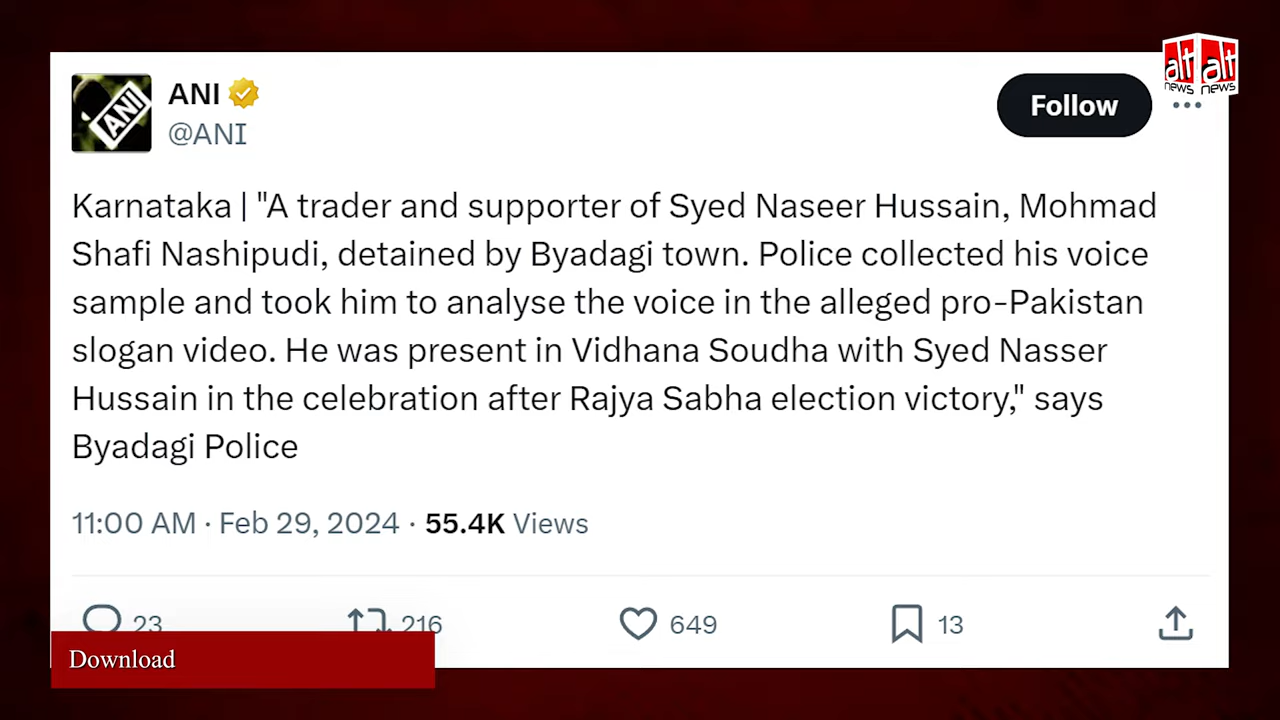 alt alt
news news
ANI
ANI
@ANI
Follow
Karnataka | "A trader and supporter of Syed Naseer Hussain, Mohmad
Shafi Nashipudi, detained by Byadagi town. Police collected his voice
sample and took him to analyse the voice in the alleged pro-Pakistan
slogan video. He was present in Vidhana Soudha with Syed Nasser
Hussain in the celebration after Rajya Sabha election victory," says
Byadagi Police
11:00 AM · Feb 29, 2024 · 55.4K Views
23 216 649 13
Download